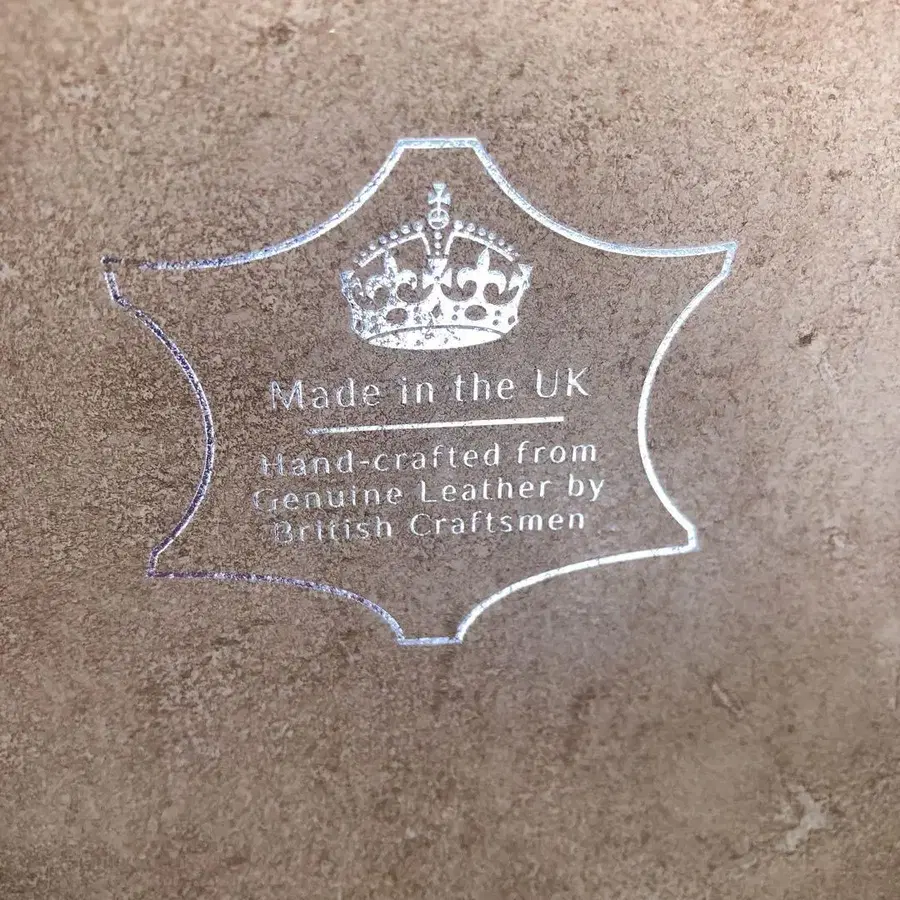 Made in the UK
Hand-crafted from
Genuine Leather by
British Craftsmen